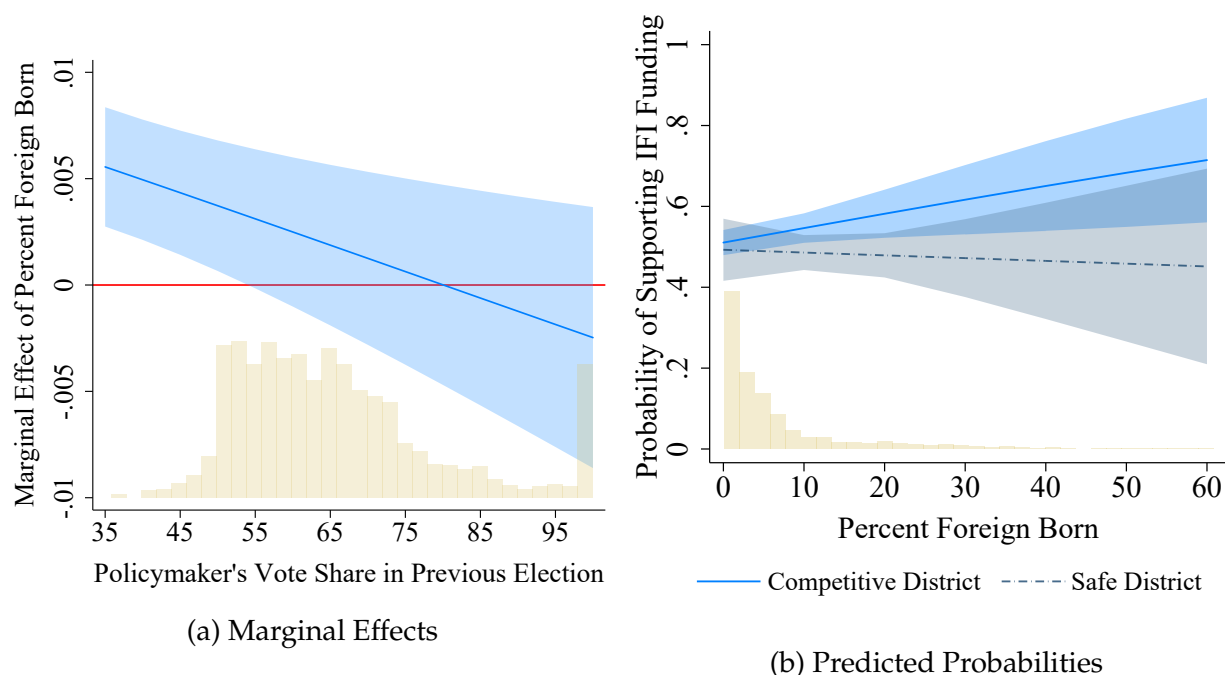 Marginal Effect of Percent Foreign Born
.01
.005
0
-.005
-.01
35 45 55 65 75 85 95
Policymaker's Vote Share in Previous Election
(a) Marginal Effects
Probability of Supporting IFI Funding
1
.8
.6
.4
.2
0
0 10 20 30 40 50 60
Percent Foreign Born
Competitive District Safe District
(b) Predicted Probabilities